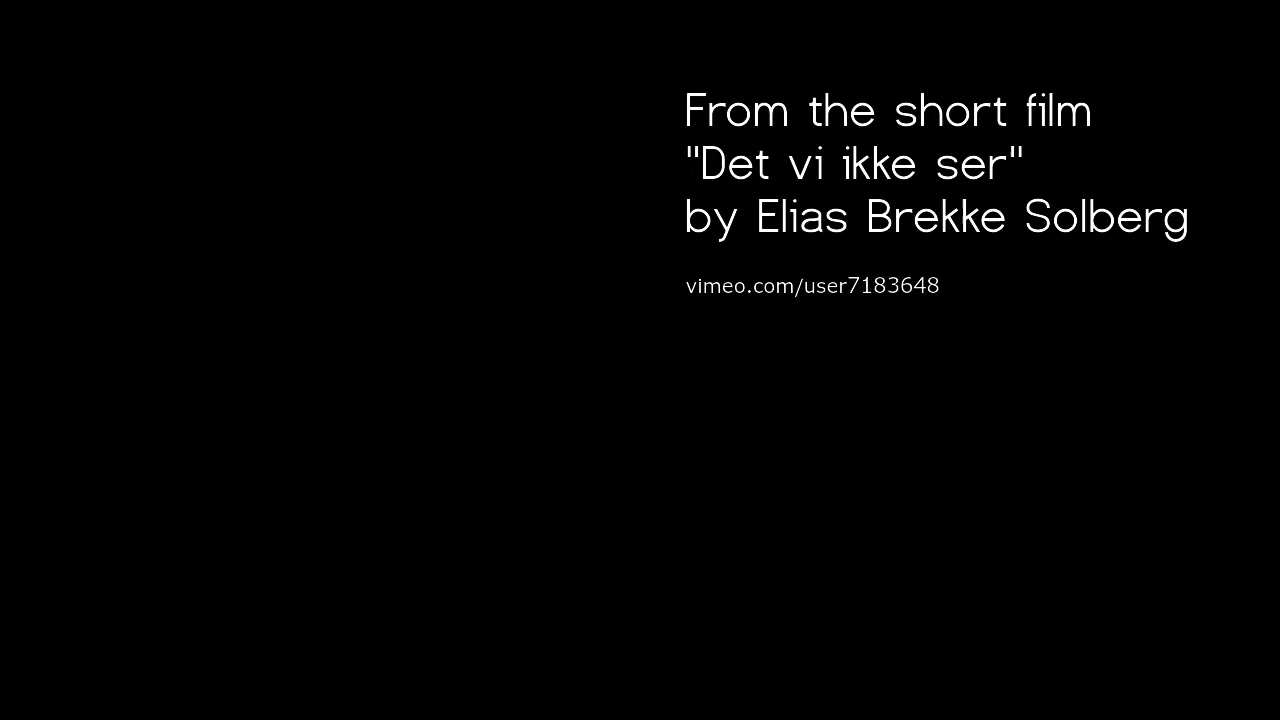 From the short film
"Det vi ikke ser"
by Elias Brekke Solberg
vimeo.com/user7183648